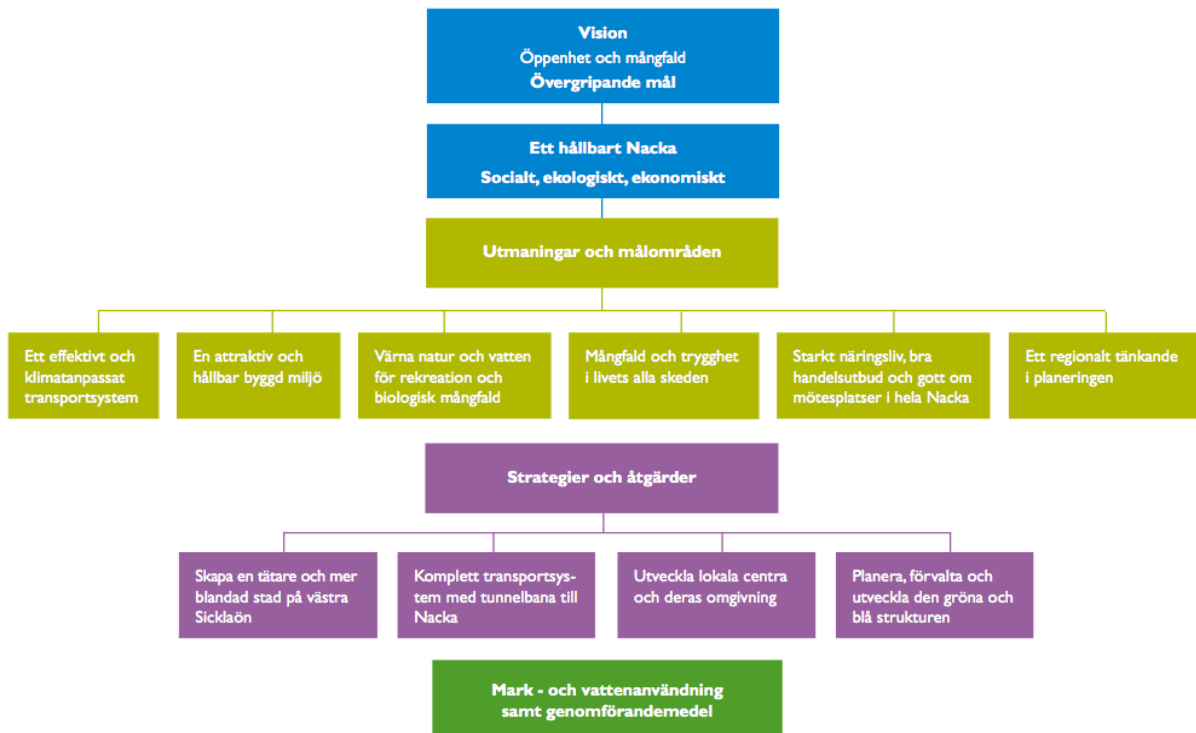 Vision
Öppenhet och mångfald
Övergripande mål
Ett hållbart Nacka
Socialt, ekologiskt, ekonomiskt
Utmaningar och målområden
Ett effektivt och
klimatanpassat
transportsystem
En attraktiv och
hållbar byggd miljö
Värna natur och vatten
för rekreation och
biologisk mångfald
Mångfald och trygghet
i livets alla skeden
Starkt näringsliv, bra
handelsutbud och gott om
mötesplatser i hela Nacka
Ett regionalt tänkande
i planeringen
Strategier och åtgärder
Skapa en tätare och mer
blandad stad på västra
Sicklaön
Komplett transportsys-
tem med tunnelbana till
Nacka
Utveckla lokala centra
och deras omgivning
Planera, förvalta och
utveckla den gröna och
blå strukturen
Mark - och vattenanvändning
samt genomförandemedel